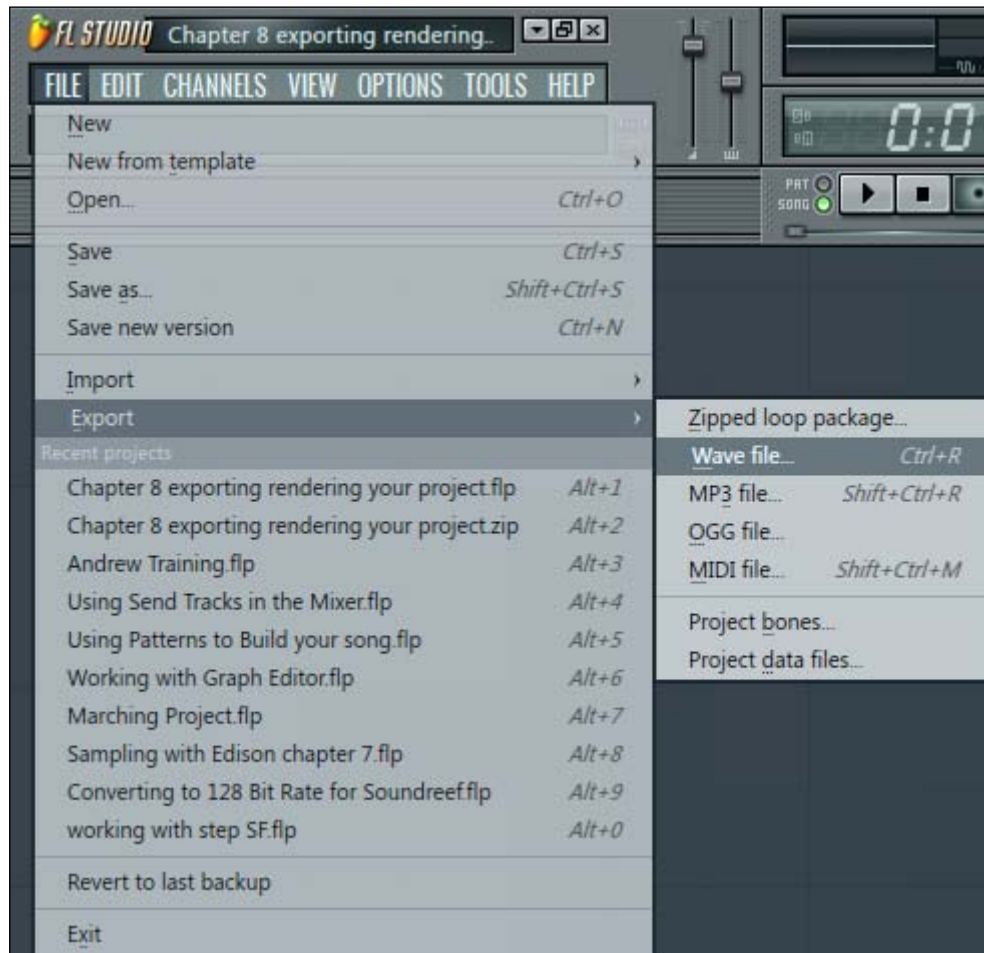 FL STUDIO Chapter 8 exporting rendering..
FILE EDIT CHANNELS VIEW OPTIONS TOOLS HELP
New
New from template
Open... Ctrl+O
Save Ctrl+S
Save as... Shift+Ctrl+S
Save new version Ctrl+N
Import
Export
Recent projects
Chapter 8 exporting rendering your project.flp Alt+1
Chapter 8 exporting rendering your project.zip Alt+2
Andrew Training.flp Alt+3
Using Send Tracks in the Mixer.flp Alt+4
Using Patterns to Build your song.flp Alt+5
Working with Graph Editor.flp Alt+6
Marching Project.flp Alt+7
Sampling with Edison chapter 7.flp Alt+8
Converting to 128 Bit Rate for Soundreef.flp Alt+9
working with step SF.flp Alt+0
Revert to last backup
Exit
Zipped loop package...
Wave file... Ctrl+R
MP3 file... Shift+Ctrl+R
OGG file...
MIDI file... Shift+Ctrl+M
Project bones...
Project data files...
0:0
PAT
SONG